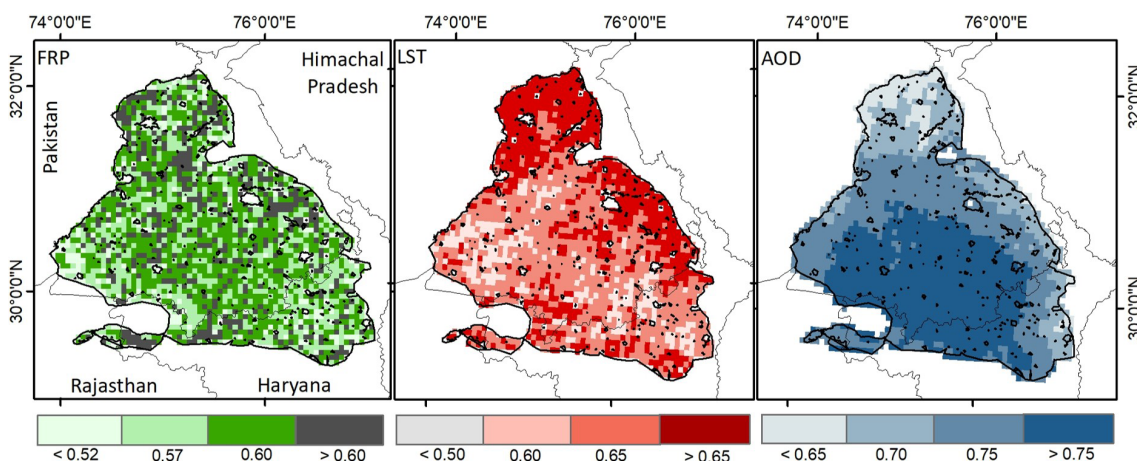 74°0'0"E 76°0'0"E 74°0'0"E 76°0'0"E 74°0'0"E 76°0'0"E
FRP Himachal LST AOD
Pradesh
32°0'0"N
32°0'0"N
Pakistan
30°0'0"N
30°0'0"N
Rajasthan Haryana
< 0.52 0.57 0.60 > 0.60 < 0.50 0.60 0.65 > 0.65 < 0.65 0.70 0.75 > 0.75